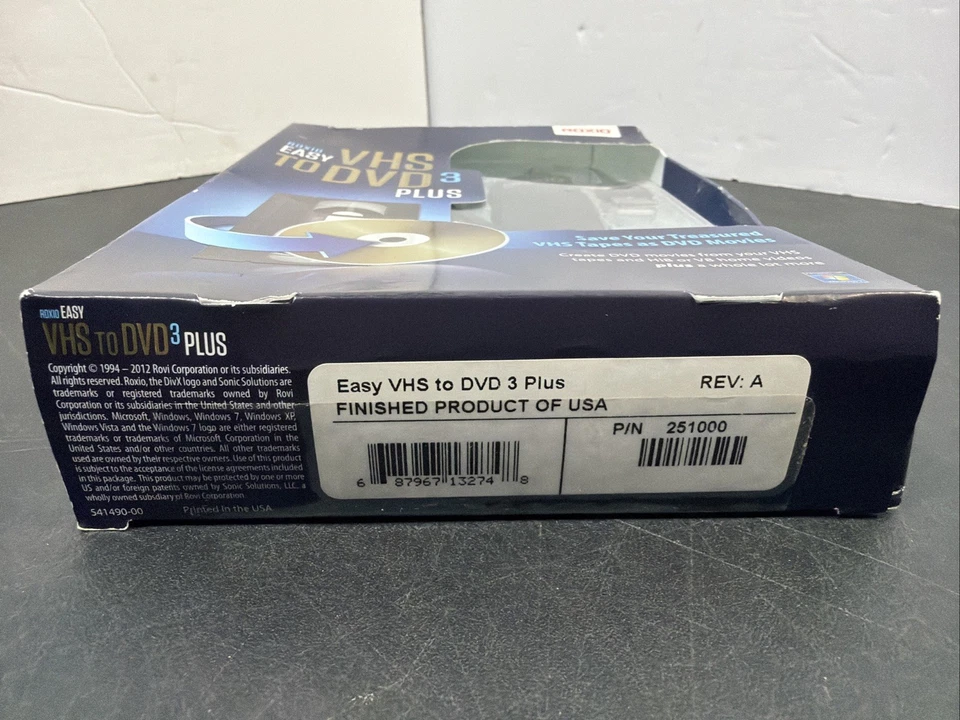 ROXIO
EASY VHS
TO DVD 3
PLUS
ROXIO
Save Your Treasured
VHS Tapes as DVD Movies
Create DVD movies from your VHS
tapes and V8 or Hi8 home videos
plus a whole lot more
ROXIO EASY
VHS TO DVD3 PLUS
Copyright © 1994 – 2012 Rovi Corporation or its subsidiaries.
All rights reserved. Roxio, the DivX logo and Sonic Solutions are
trademarks or registered trademarks owned by Rovi
Corporation or its subsidiaries in the United States and other
jurisdictions. Microsoft, Windows, Windows 7, Windows XP,
Windows Vista and the Windows 7 logo are either registered
trademarks or trademarks of Microsoft Corporation in the
United States and/or other countries. All other trademarks
used are owned by their respective owners. Use of this product
is subject to the acceptance of the license agreements included
in this package. This product may be protected by one or more
US and/or foreign patents owned by Sonic Solutions, LLC. a
wholly owned subsidiary of Rovi Corporation.
541490-00 Printed in the USA
Easy VHS to DVD 3 Plus REV: A
FINISHED PRODUCT OF USA
P/N 251000
6 87967 13274 8